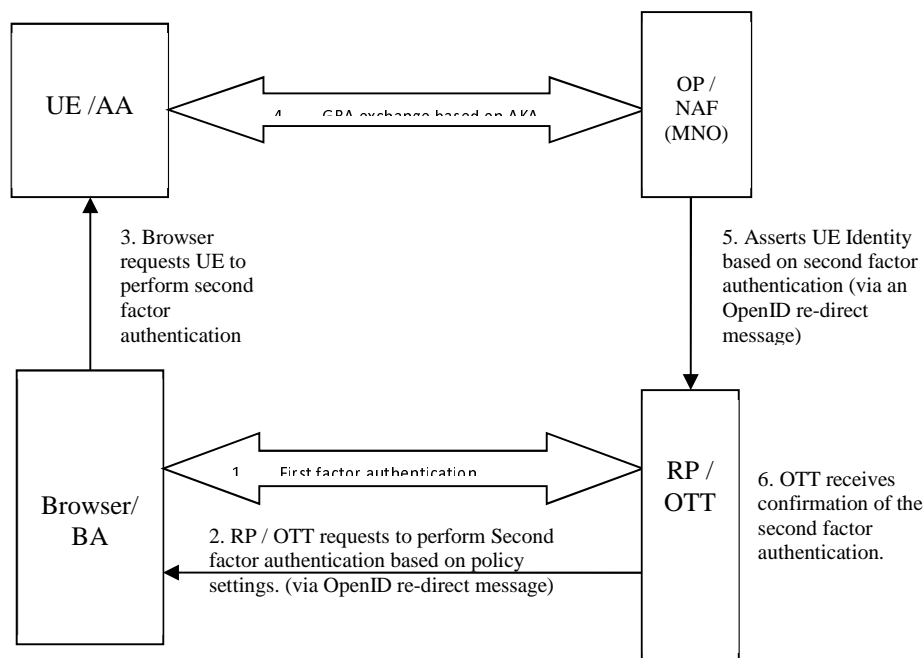 UE /AA
OP /
NAF
(MNO)
4. GBA exchange based on AKA
3. Browser
requests UE to
perform second
factor
authentication
5. Asserts UE Identity
based on second factor
authentication (via an
OpenID re-direct
message)
1. First factor authentication
Browser/
BA
RP /
OTT
2. RP / OTT requests to perform Second
factor authentication based on policy
settings. (via OpenID re-direct message)
6. OTT receives
confirmation of the
second factor
authentication.